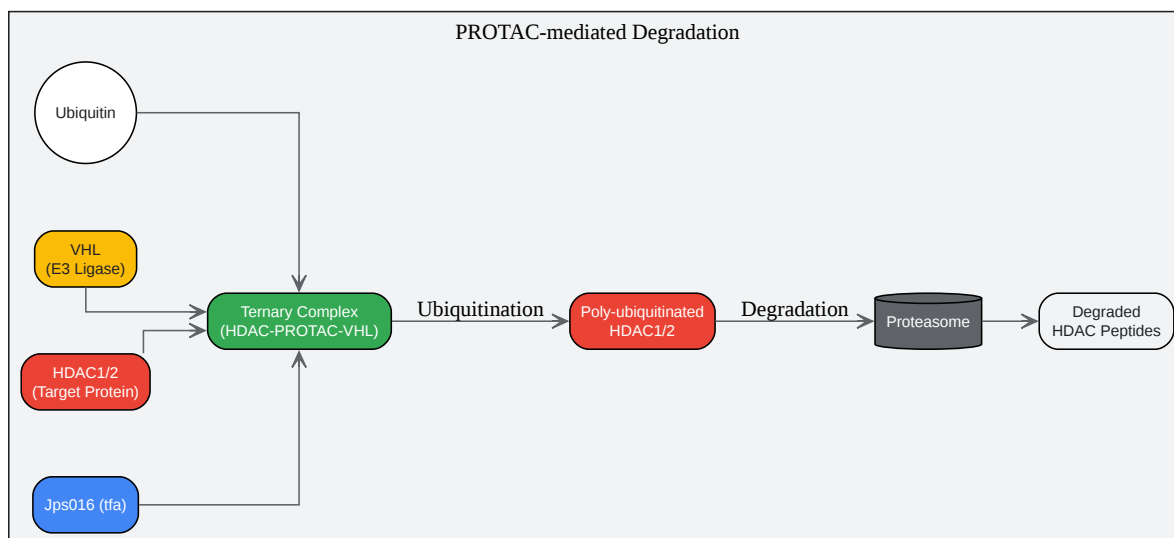 PROTAC-mediated Degradation
Ubiquitin
VHL
(E3 Ligase)
HDAC1/2
(Target Protein)
Jps016 (tfa)
Ternary Complex
(HDAC-PROTAC-VHL)
Ubiquitination
Poly-ubiquitinated
HDAC1/2
Degradation
Proteasome
Degraded
HDAC Peptides